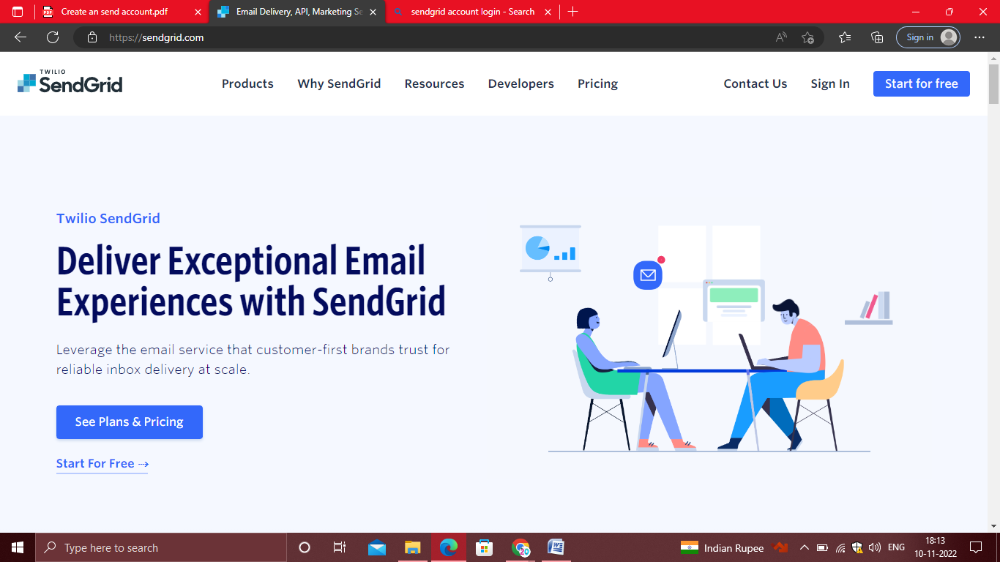 Create an send account.pdf
Email Delivery, API, Marketing Se
sendgrid account login - Search
https://sendgrid.com
Sign in
TWILIO
SendGrid
Products
Why SendGrid
Resources
Developers
Pricing
Contact Us
Sign In
Start for free
Twilio SendGrid
Deliver Exceptional Email
Experiences with SendGrid
Leverage the email service that customer-first brands trust for
reliable inbox delivery at scale.
See Plans & Pricing
Start For Free
Type here to search
20
Indian Rupee
ENG
18:13
10-11-2022